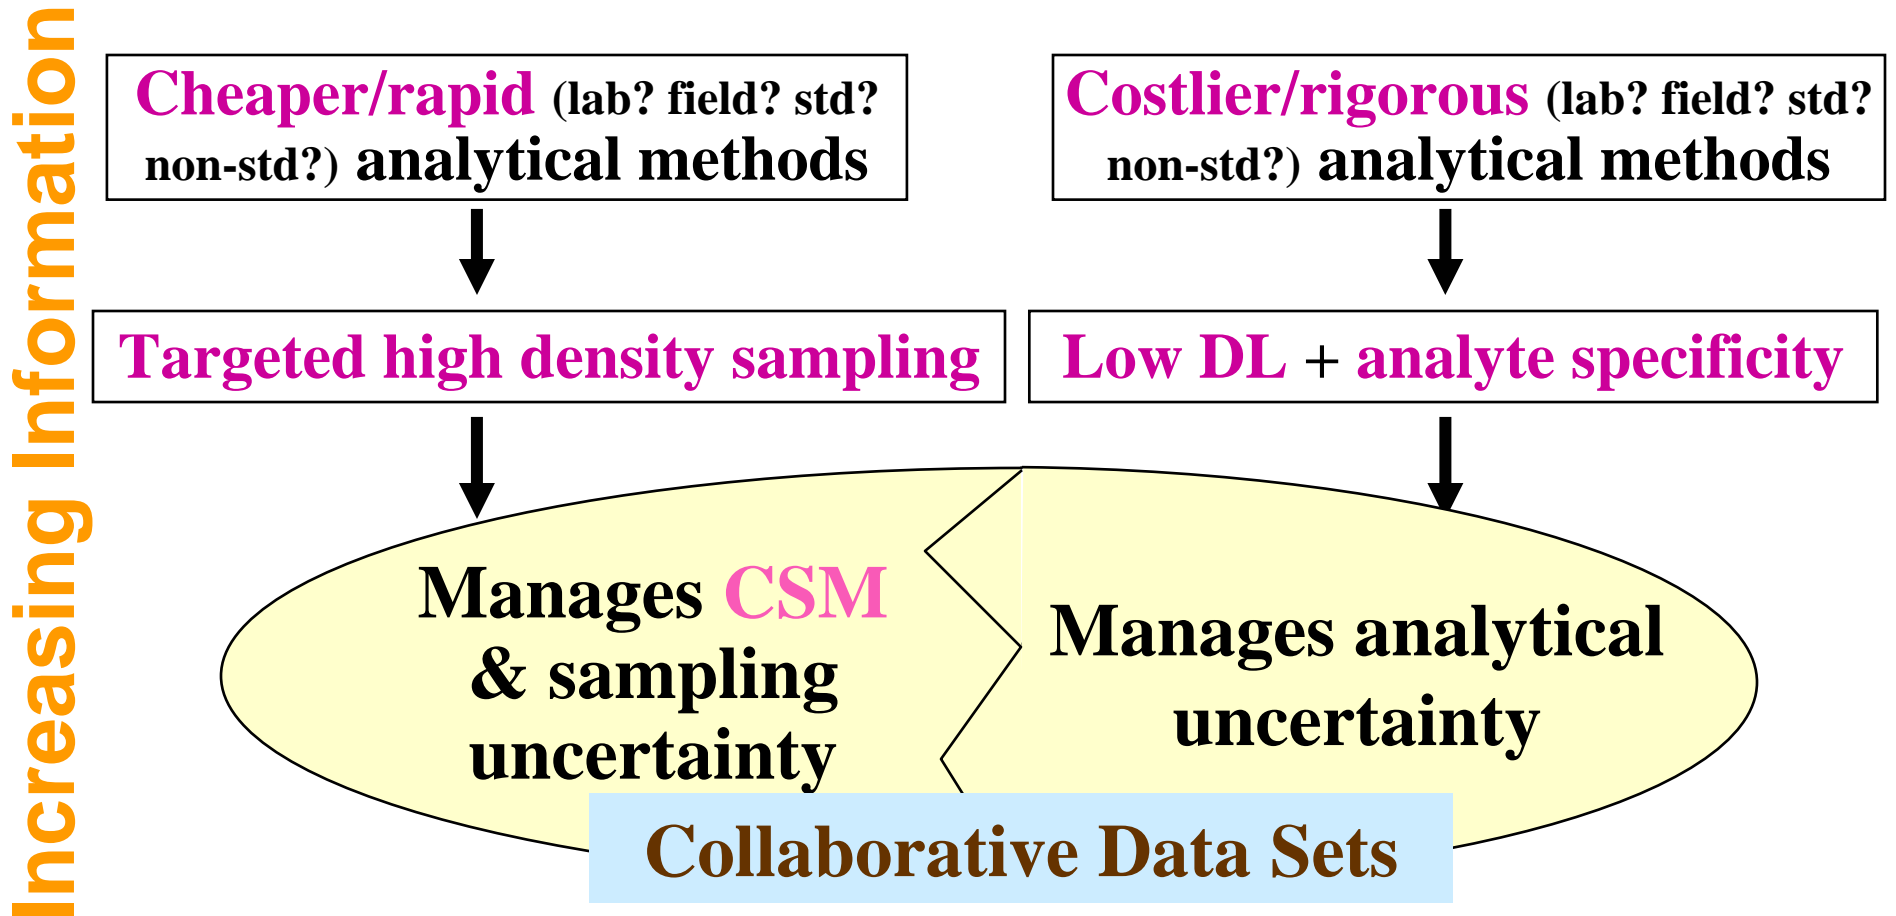 Increasing Information
Cheaper/rapid (lab? field? std?
non-std?) analytical methods
Costlier/rigorous (lab? field? std?
non-std?) analytical methods
Targeted high density sampling
Low DL + analyte specificity
Manages CSM
& sampling
uncertainty
Manages analytical
uncertainty
Collaborative Data Sets